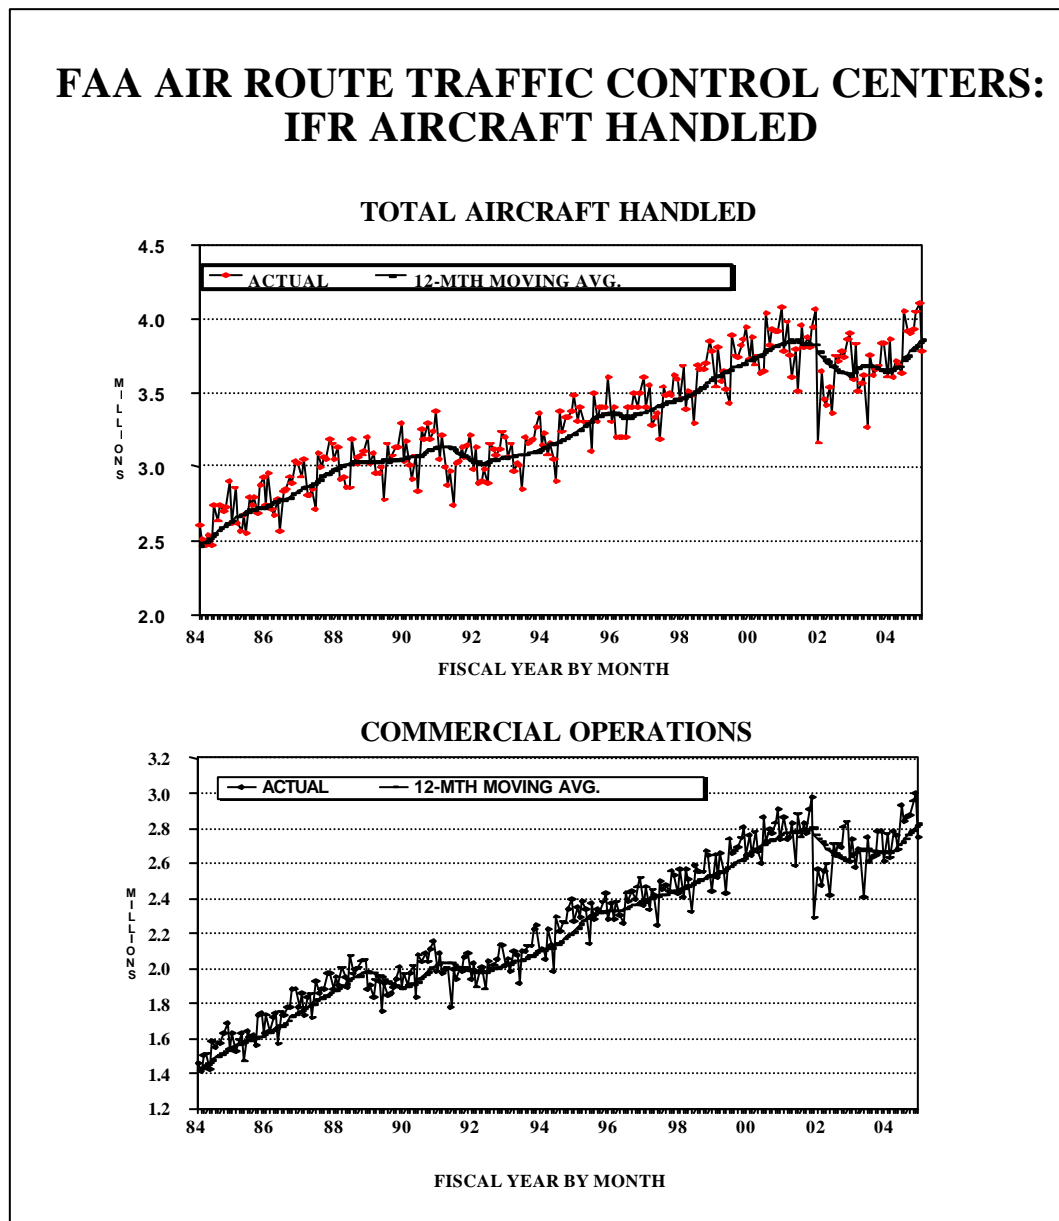 FAA AIR ROUTE TRAFFIC CONTROL CENTERS:
IFR AIRCRAFT HANDLED
TOTAL AIRCRAFT HANDLED
4.5
ACTUAL 12-MTH MOVING AVG.
4.0
3.5
MILLIONS
3.0
2.5
2.0
84 86 88 90 92 94 96 98 00 02 04
FISCAL YEAR BY MONTH
COMMERCIAL OPERATIONS
3.2
ACTUAL 12-MTH MOVING AVG.
3.0
2.8
2.6
2.4
MILLIONS
2.2
2.0
1.8
1.6
1.4
1.2
84 86 88 90 92 94 96 98 00 02 04
FISCAL YEAR BY MONTH